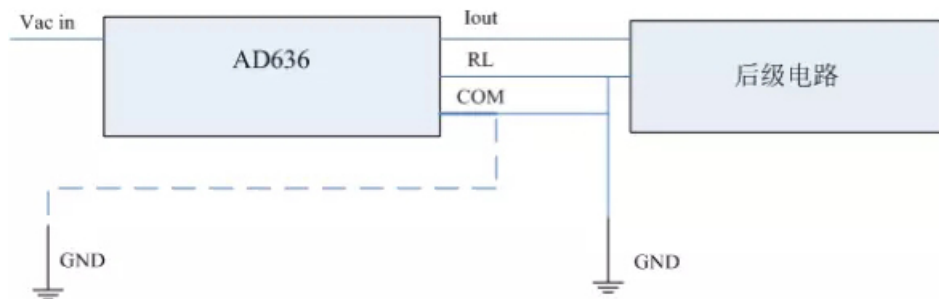 Vac in
AD636
Iout
RL
COM
后级电路
GND
GND